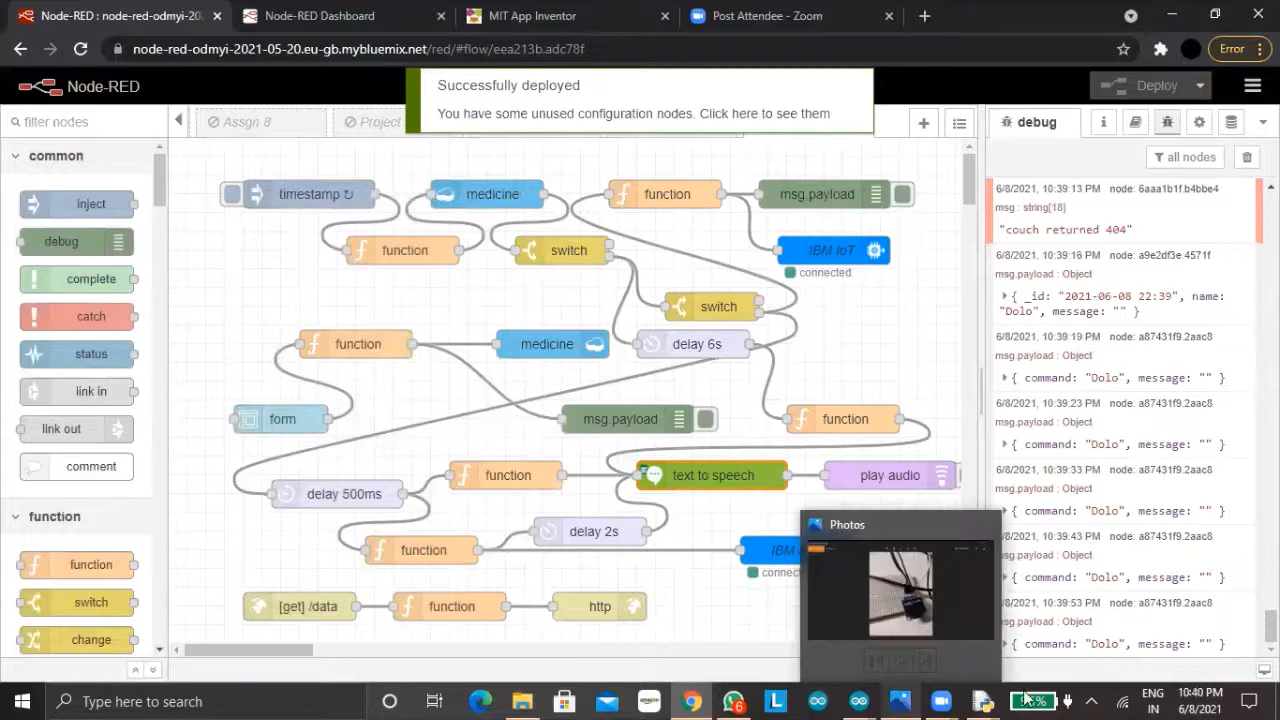 node-red-odmyi-20
Node-RED Dashboard
MIT App Inventor
Post Attendee - Zoom
node-red-odmyi-2021-05-20.eu-gb.mybluemix.net/red/#flow/eea213b.adc78f
Error
Node-RED
Successfully deployed
You have some unused configuration nodes. Click here to see them
Deploy
filter nodes
Assgn 8
Project
debug
all nodes
common
inject
debug
complete
catch
status
link in
link out
comment
function
function
switch
change
timestamp ↻
medicine
function
msg.payload
function
switch
IBM IoT
connected
switch
function
medicine
delay 6s
form
msg.payload
function
function
text to speech
play audio
delay 500ms
delay 2s
function
[get] /data
function
http
6/8/2021, 10:39:13 PM node: 6aaa1b1f.b4bbe4
msg : string[18]
"couch returned 404"
6/8/2021, 10:39:16 PM node: a9e2df3e.4571f
msg.payload : Object
{ _id: "2021-06-08 22:39", name:
"Dolo", message: "" }
6/8/2021, 10:39:19 PM node: a87431f9.2aac8
msg.payload : Object
{ command: "Dolo", message: "" }
6/8/2021, 10:39:23 PM node: a87431f9.2aac8
msg.payload : Object
{ command: "Dolo", message: "" }
6/8/2021, 10:39:33 PM node: a87431f9.2aac8
msg.payload : Object
{ command: "Dolo", message: "" }
6/8/2021, 10:39:43 PM node: a87431f9.2aac8
msg.payload : Object
{ command: "Dolo", message: "" }
6/8/2021, 10:39:53 PM node: a87431f9.2aac8
msg.payload : Object
{ command: "Dolo", message: "" }
Photos
Type here to search
6
ENG
IN
10:40 PM
6/8/2021